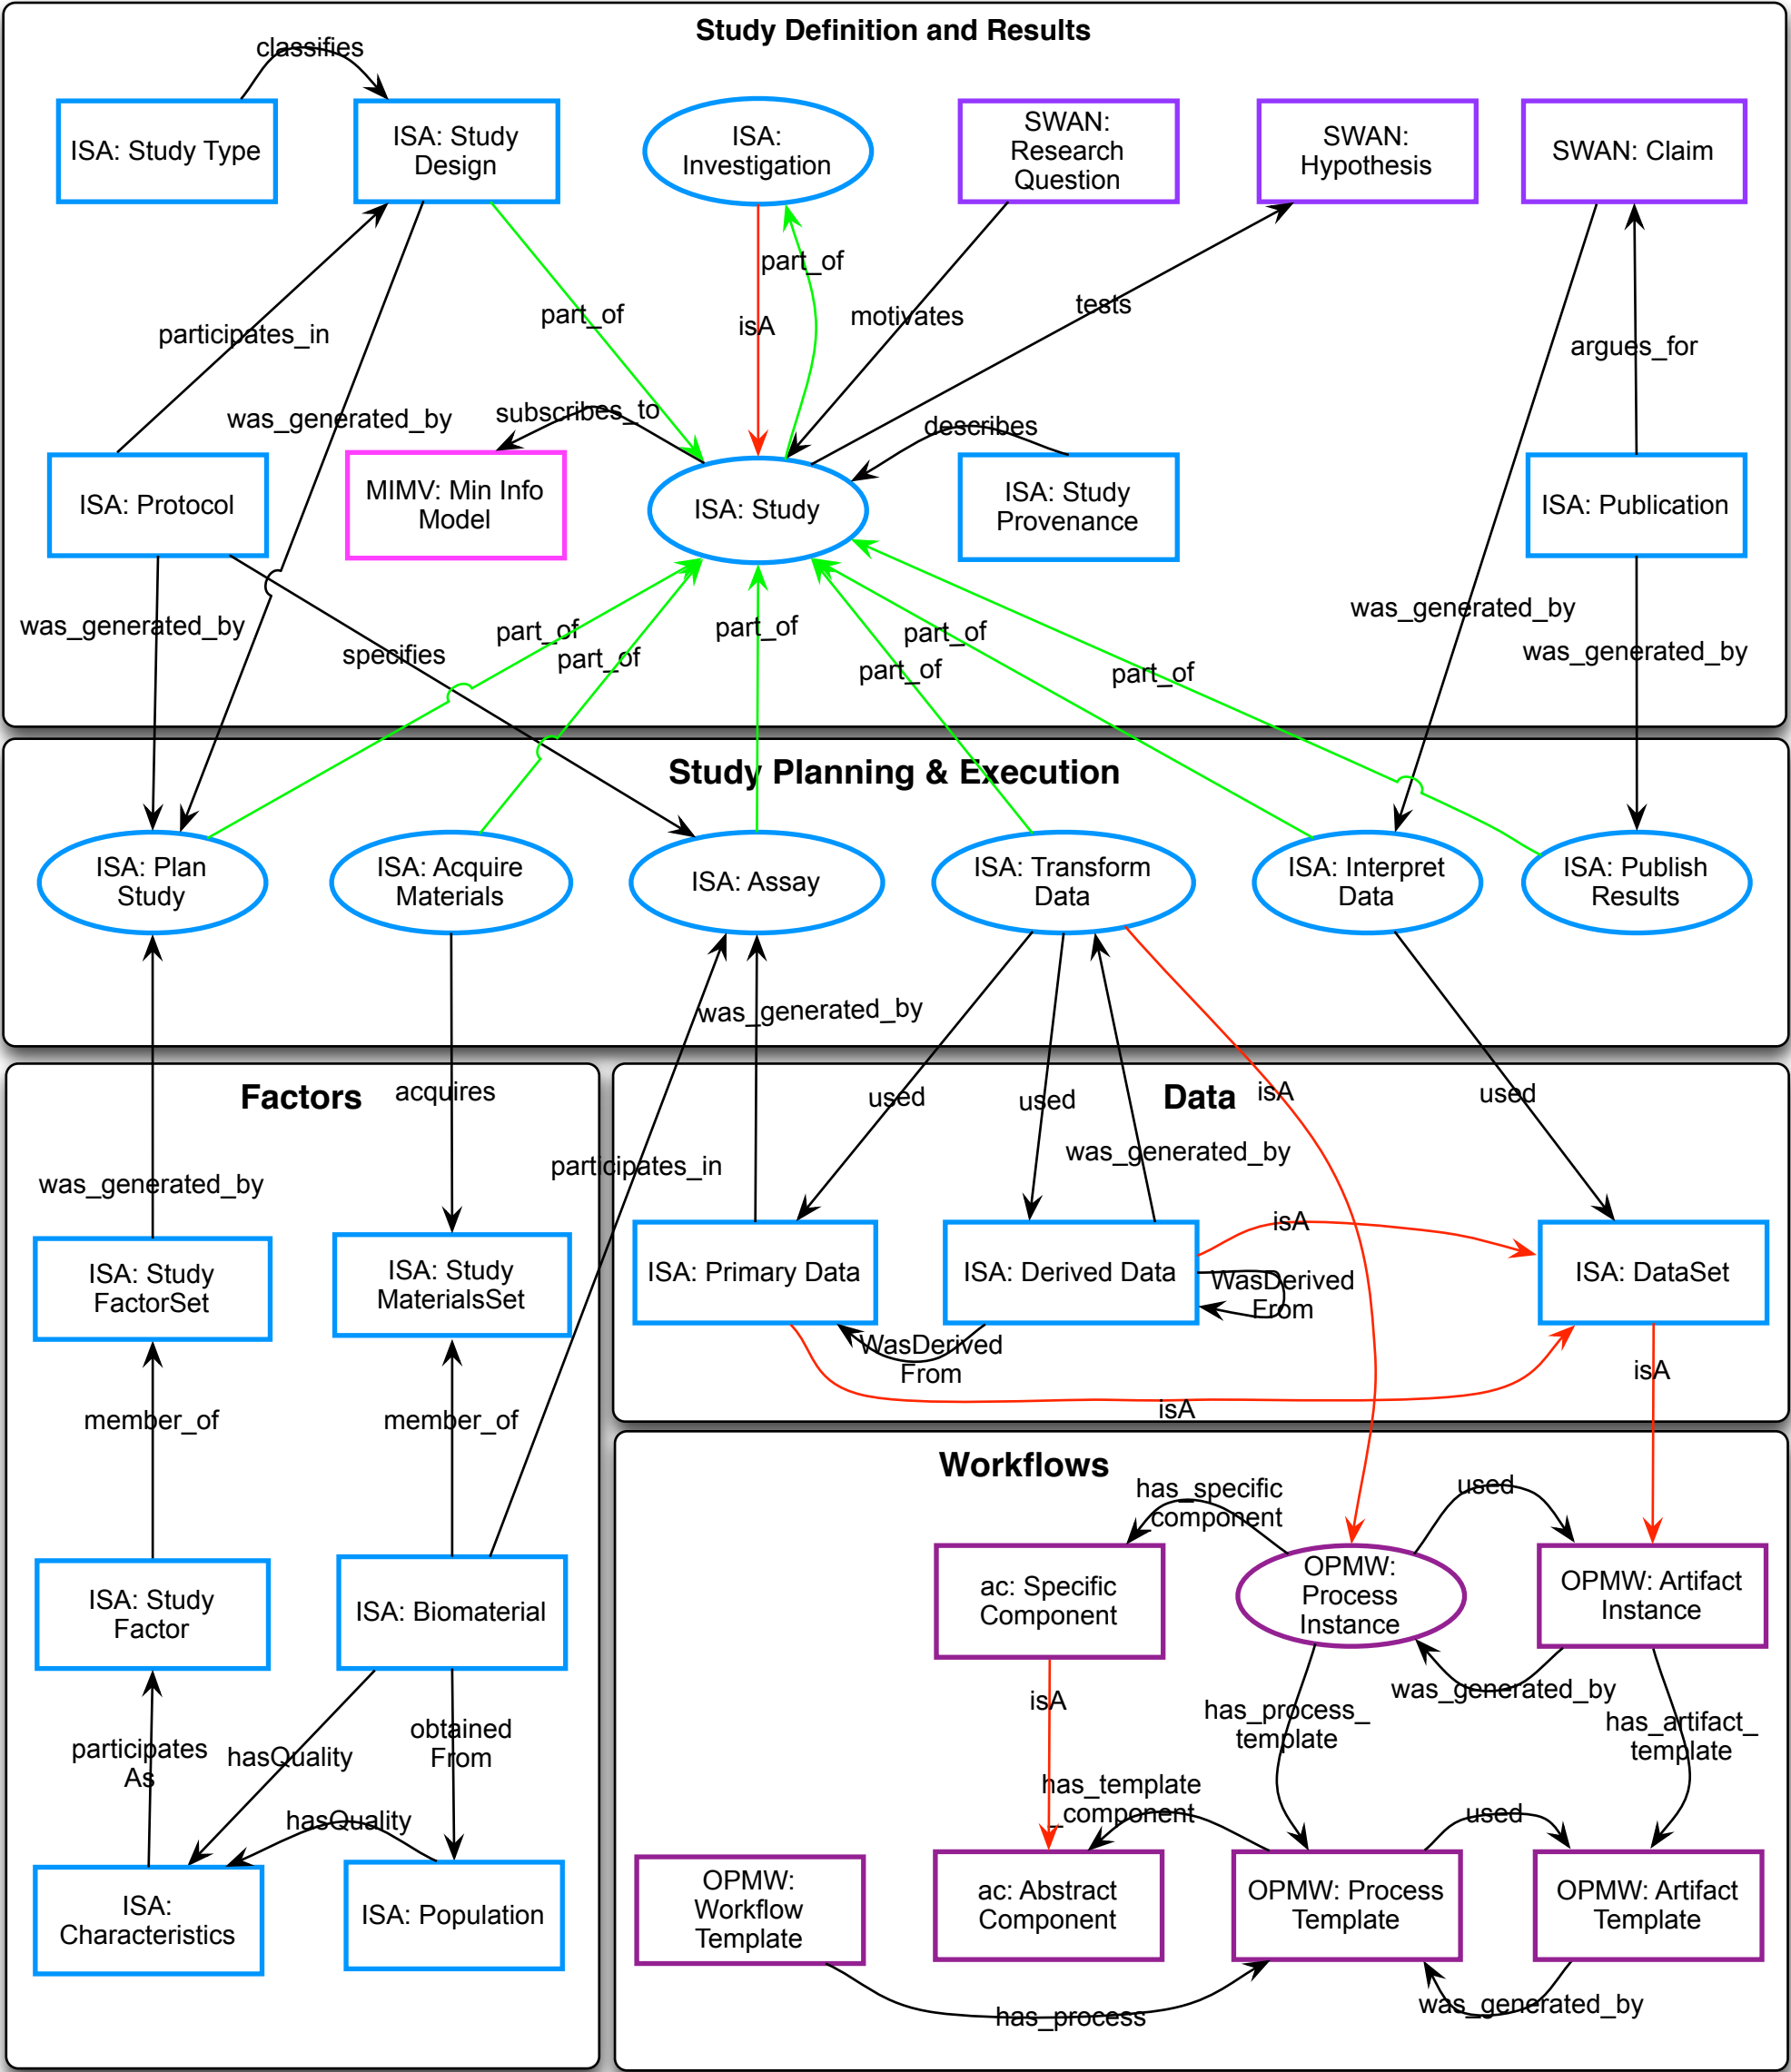 Study Definition and Results
classifies
ISA: Study Type
ISA: Study
Design
ISA:
Investigation
SWAN:
Research
Question
SWAN:
Hypothesis
SWAN: Claim
part_of
participates_in
part_of
isA
motivates
tests
argues_for
was_generated_by
subscribes_to
describes
ISA: Protocol
MIMV: Min Info
Model
ISA: Study
ISA: Study
Provenance
ISA: Publication
was_generated_by
specifies
part_of
part_of
part_of
part_of
part_of
part_of
was_generated_by
was_generated_by
Study Planning & Execution
ISA: Plan
Study
ISA: Acquire
Materials
ISA: Assay
ISA: Transform
Data
ISA: Interpret
Data
ISA: Publish
Results
was_generated_by
Factors
acquires
was_generated_by
participates_in
ISA: Study
FactorSet
ISA: Study
MaterialsSet
member_of
member_of
ISA: Study
Factor
ISA: Biomaterial
participates
As
hasQuality
obtained
From
hasQuality
ISA:
Characteristics
ISA: Population
Data
used
used
isA
used
was_generated_by
ISA: Primary Data
ISA: Derived Data
isA
WasDerived
From
ISA: DataSet
WasDerived
From
isA
isA
Workflows
has_specific
_component
used
ac: Specific
Component
OPMW:
Process
Instance
OPMW: Artifact
Instance
isA
has_process_
template
was_generated_by
has_artifact_
template
has_template
_component
used
OPMW:
Workflow
Template
ac: Abstract
Component
OPMW: Process
Template
OPMW: Artifact
Template
has_process
was_generated_by